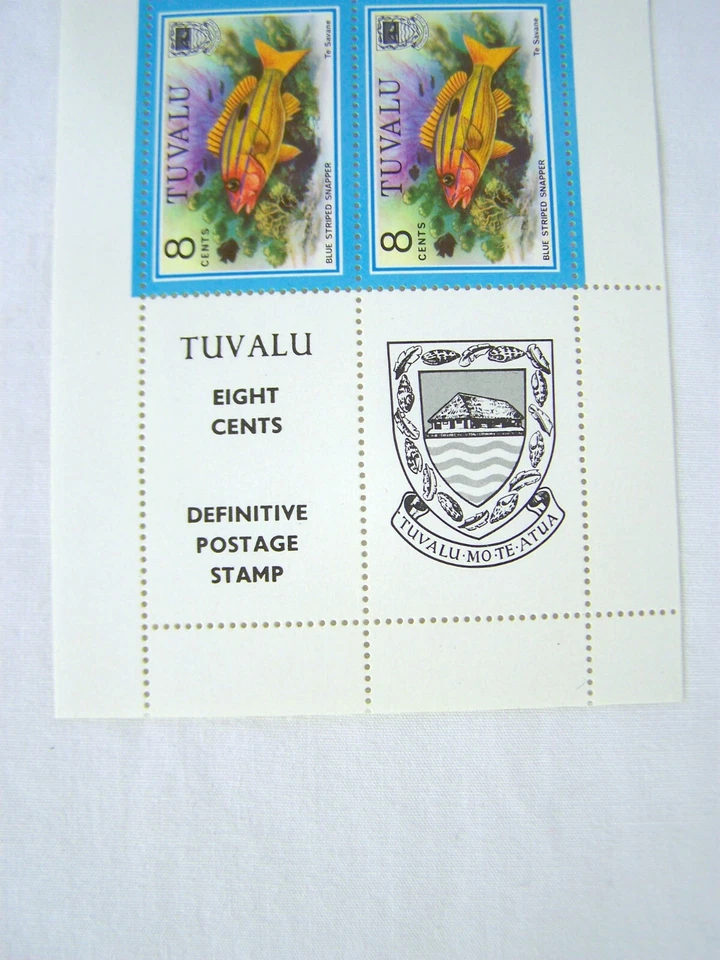 TUVALU
8
CENTS
BLUE STRIPED SNAPPER
Te Savane
TUVALU
8
CENTS
BLUE STRIPED SNAPPER
Te Savane
TUVALU
EIGHT
CENTS
DEFINITIVE
POSTAGE
STAMP
TUVALU·MO·TE·ATUA